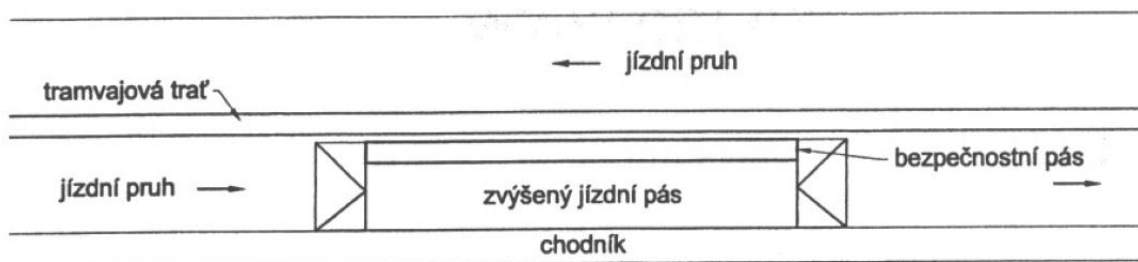 jízdní pruh
tramvajová trať
bezpečnostní pás
jízdní pruh
zvýšený jízdní pás
chodník